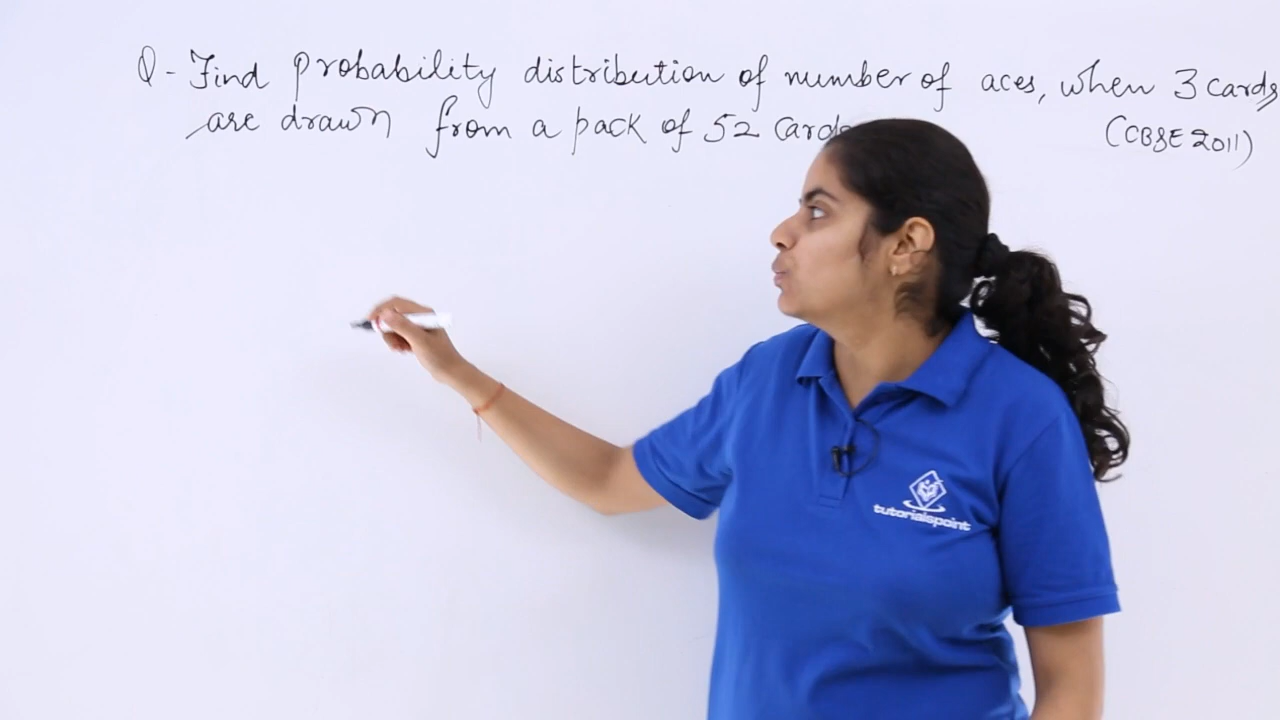 Q - Find probability distribution of number of aces, when 3 cards
are drawn from a pack of 52 cards
(CBSE 2011)
tutorialspoint